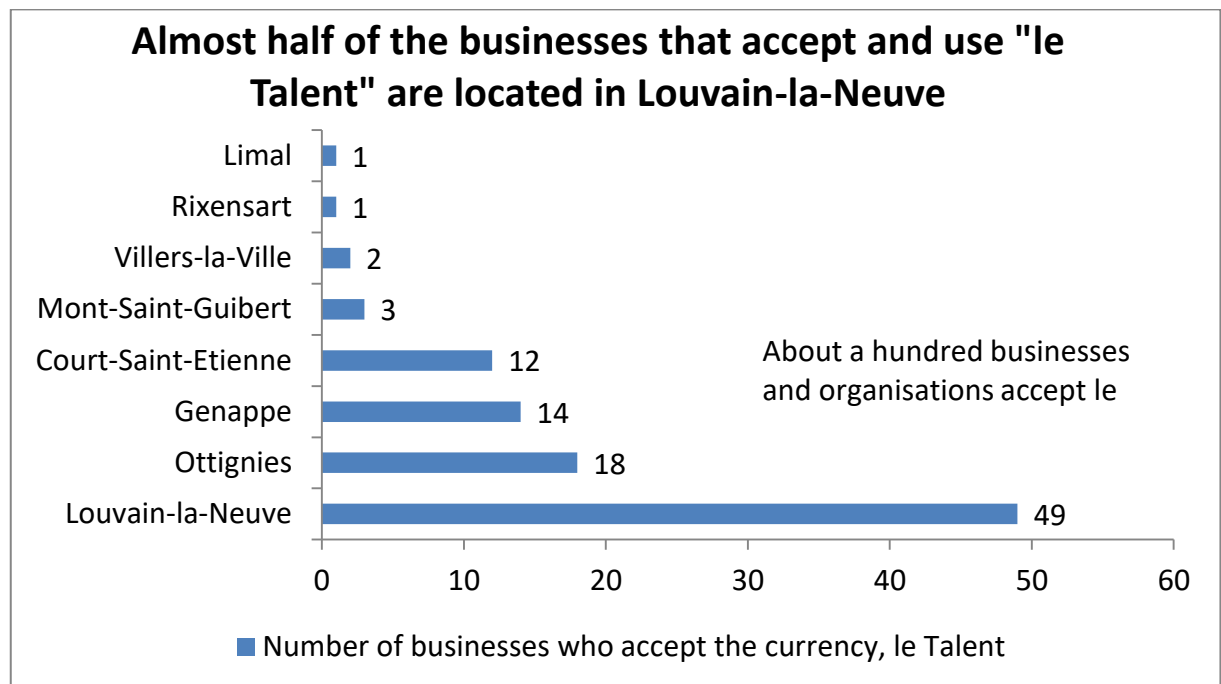 Almost half of the businesses that accept and use "le
Talent" are located in Louvain-la-Neuve
Limal 1
Rixensart 1
Villers-la-Ville 2
Mont-Saint-Guibert 3
Court-Saint-Etienne 12
Genappe 14
Ottignies 18
Louvain-la-Neuve 49
About a hundred businesses
and organisations accept le
0 10 20 30 40 50 60
Number of businesses who accept the currency, le Talent